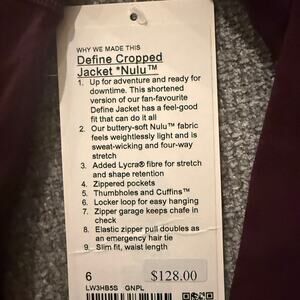 WHY WE MADE THIS
Define Cropped
Jacket *Nulu™
1. Up for adventure and ready for
downtime. This shortened
version of our fan-favourite
Define Jacket has a feel-good
fit that can do it all
2. Our buttery-soft Nulu™ fabric
feels weightlessly light and is
sweat-wicking and four-way
stretch
3. Added Lycra® fibre for stretch
and shape retention
4. Zippered pockets
5. Thumbholes and Cuffins™
6. Locker loop for easy hanging
7. Zipper garage keeps chafe in
check
8. Elastic zipper pull doubles as
an emergency hair tie
9. Slim fit, waist length
6 $128.00
LW3HB5S GNPL